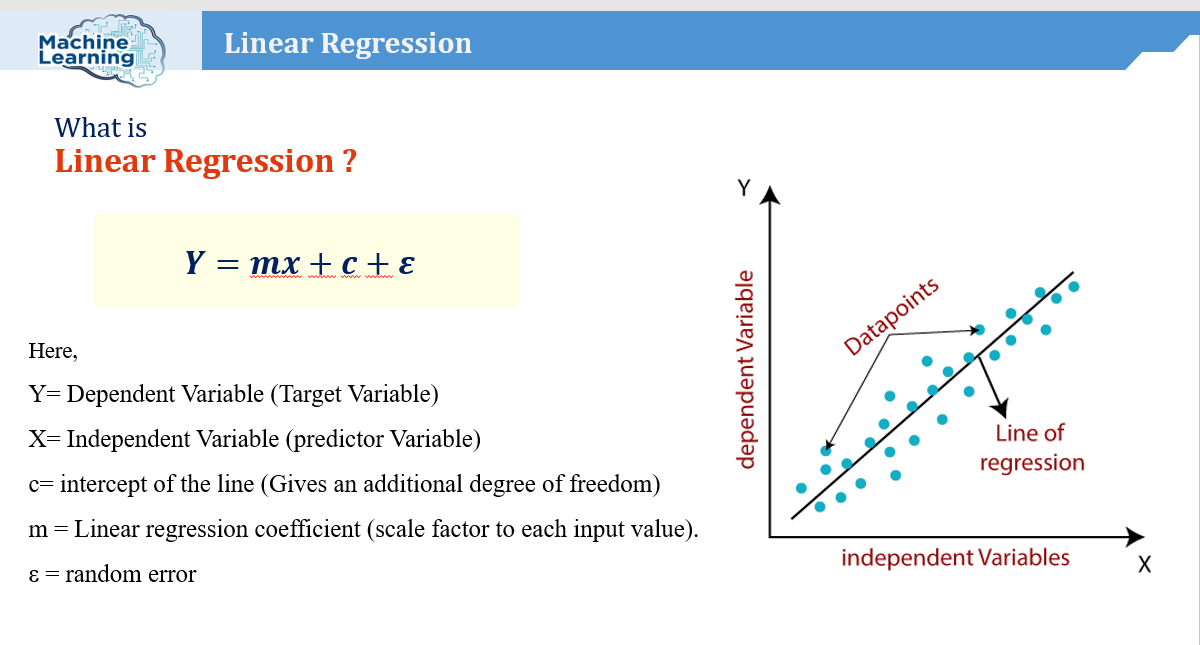 Machine
Learning
Linear Regression
What is
Linear Regression ?
Y = mx + c + ε
Here,
Y= Dependent Variable (Target Variable)
X= Independent Variable (predictor Variable)
c= intercept of the line (Gives an additional degree of freedom)
m = Linear regression coefficient (scale factor to each input value).
ε = random error
Y
dependent Variable
Datapoints
Line of
regression
independent Variables
X